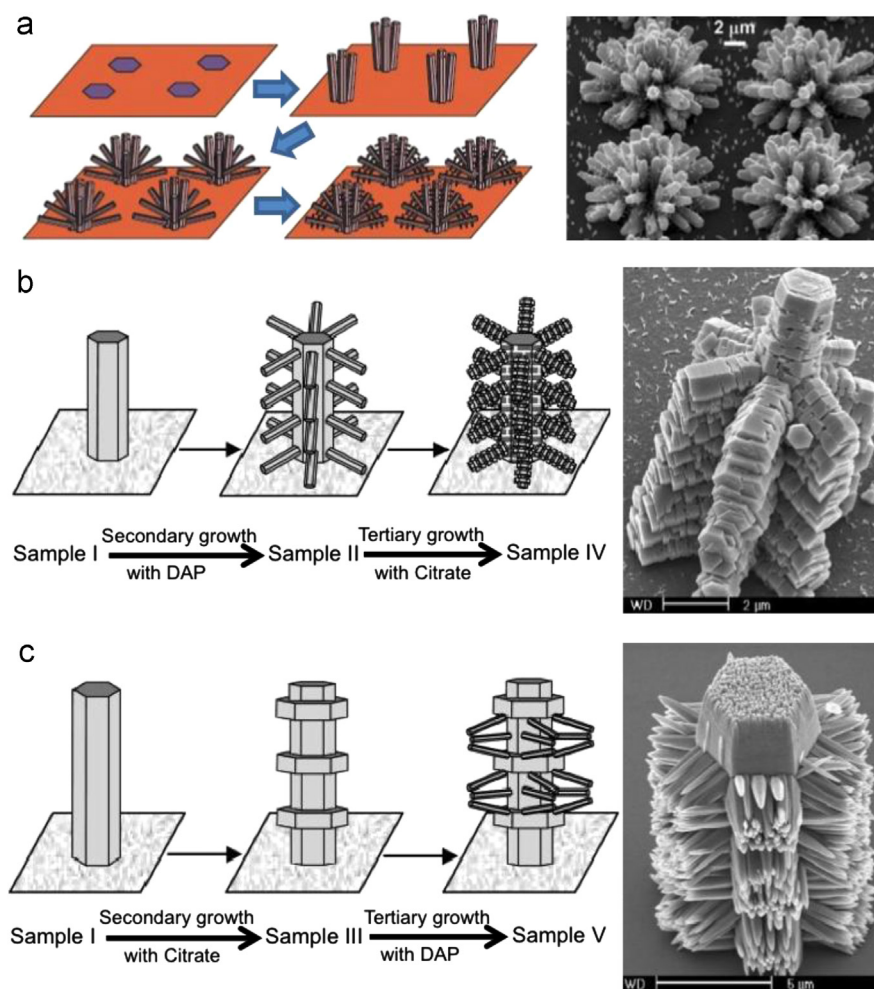 a
2 μm
b
Secondary growth
Tertiary growth
Sample I
Sample II
Sample IV
with DAP
with Citrate
WD
2 μm
c
Secondary growth
Tertiary growth
Sample I
Sample III
Sample V
with Citrate
with DAP
WD
5 μm